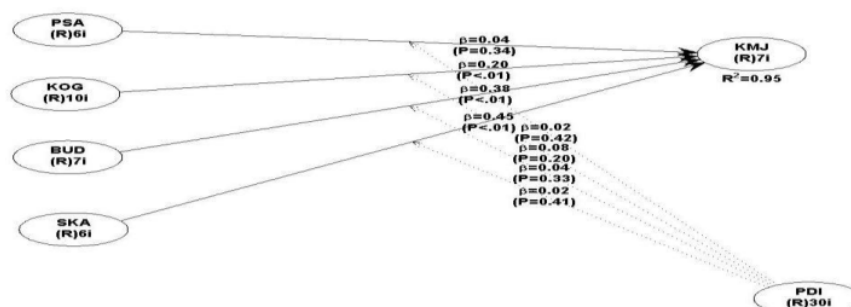 PSA
(R)6i
β=0.04
(P=0.34)
KMJ
(R)7i
R²=0.95
KOG
(R)10i
β=0.20
(P<.01)
β=0.38
(P<.01)
BUD
(R)7i
β=0.45
(P<.01)
β=0.02
(P=0.42)
β=0.08
(P=0.20)
β=0.04
(P=0.33)
β=0.02
(P=0.41)
SKA
(R)6i
PDI
(R)30i